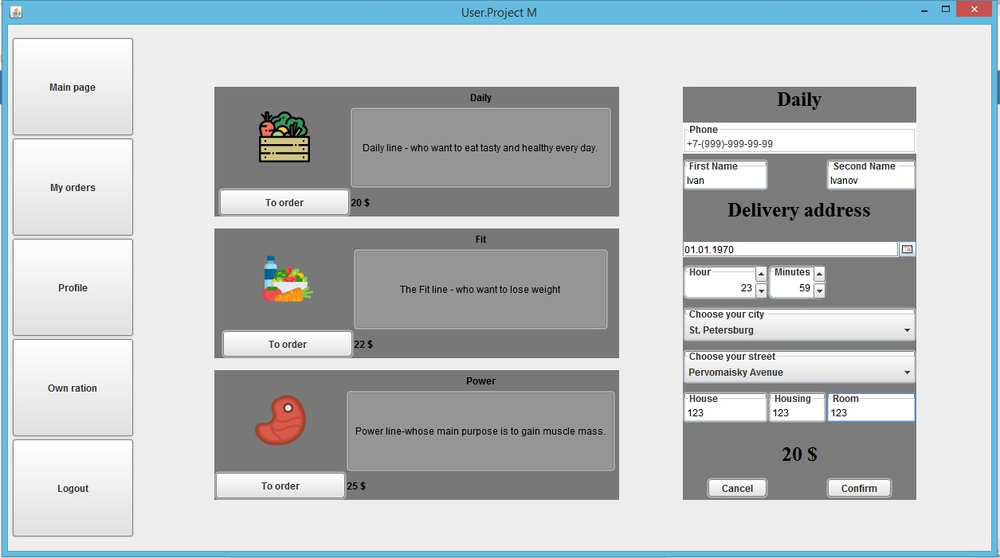 User.Project M
Main page
My orders
Profile
Own ration
Logout
Daily
Daily line - who want to eat tasty and healthy every day.
To order
20 $
Fit
The Fit line - who want to lose weight
To order
22 $
Power
Power line-whose main purpose is to gain muscle mass.
To order
25 $
Daily
Phone
+7-(999)-999-99-99
First Name
Second Name
Ivan
Ivanov
Delivery address
01.01.1970
Hour
Minutes
23
59
Choose your city
St. Petersburg
Choose your street
Pervomaisky Avenue
House
Housing
Room
123
123
123
20 $
Cancel
Confirm